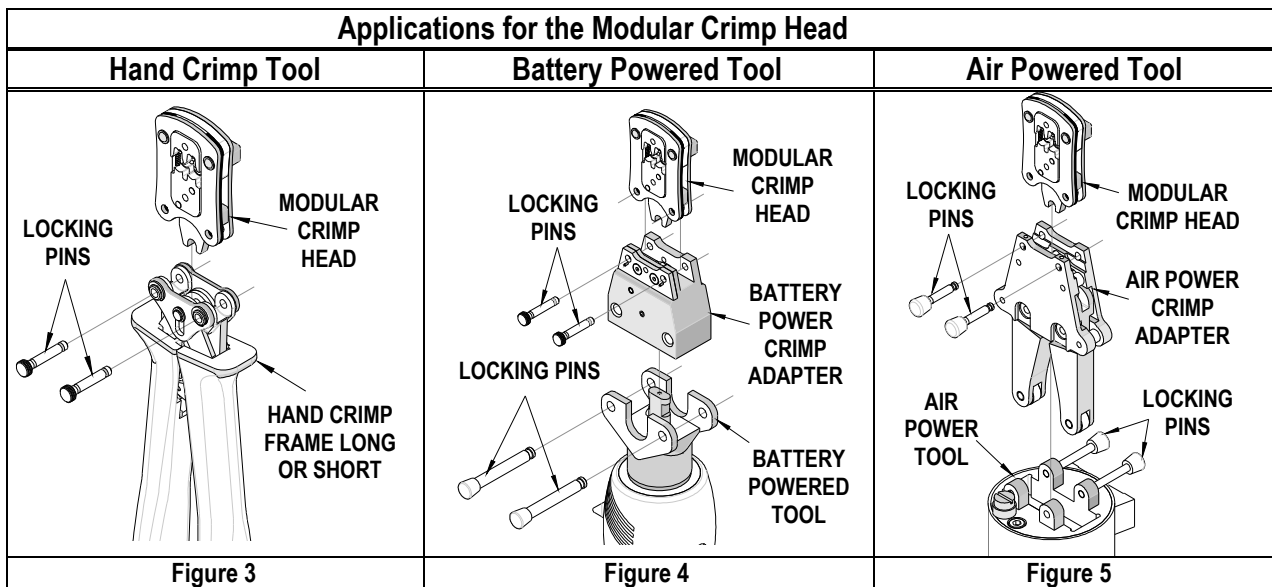 Applications for the Modular Crimp Head
Hand Crimp Tool
Battery Powered Tool
Air Powered Tool
LOCKING
PINS
MODULAR
CRIMP
HEAD
HAND CRIMP
FRAME LONG
OR SHORT
LOCKING
PINS
MODULAR
CRIMP
HEAD
BATTERY
POWER
CRIMP
ADAPTER
LOCKING PINS
BATTERY
POWERED
TOOL
LOCKING
PINS
MODULAR
CRIMP HEAD
AIR POWER
CRIMP
ADAPTER
AIR
POWER
TOOL
LOCKING
PINS
Figure 3
Figure 4
Figure 5